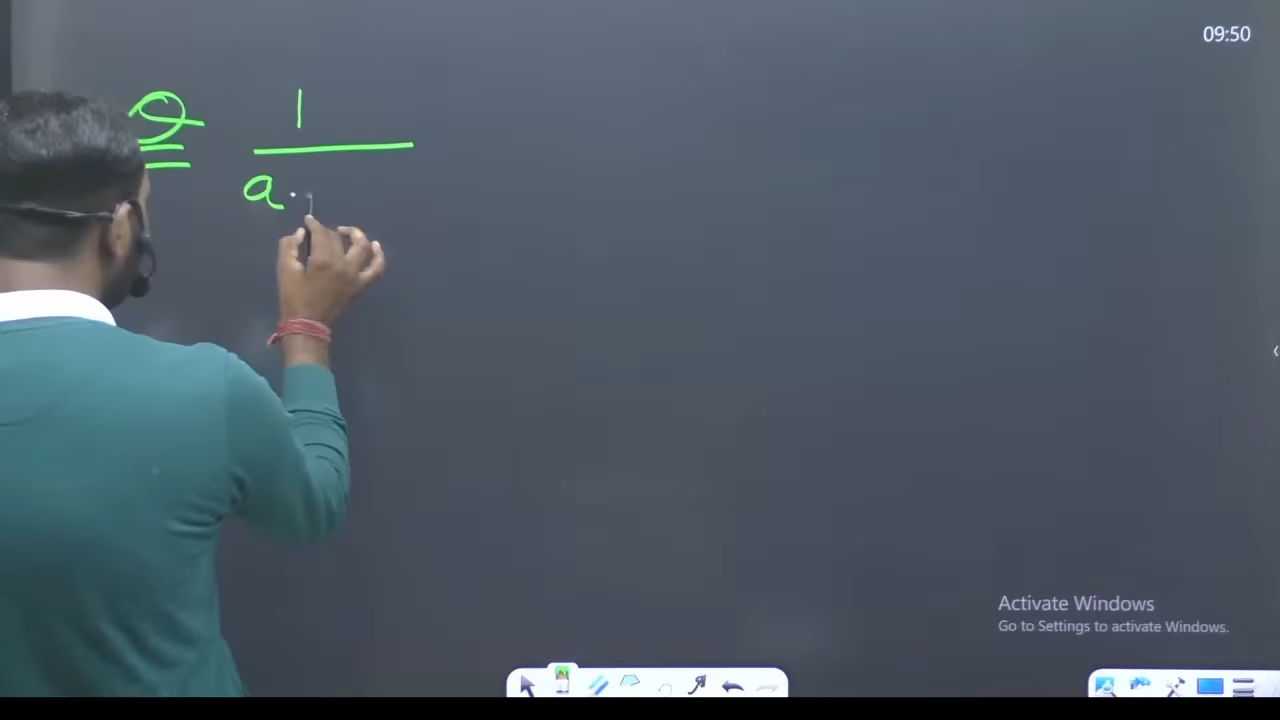 09:50
Q 1
a.
Activate Windows
Go to Settings to activate Windows.